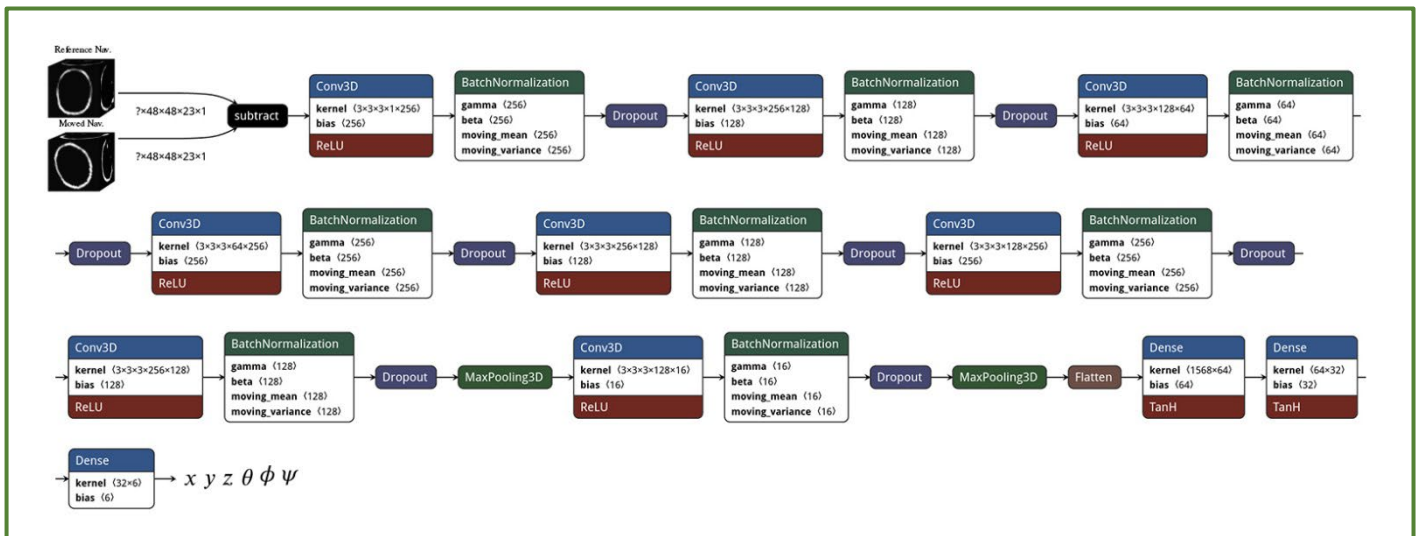 Reference Nav.
?×48×48×23×1
Moved Nav.
?×48×48×23×1
subtract
Conv3D
kernel ⟨3×3×3×1×256⟩
bias ⟨256⟩
ReLU
BatchNormalization
gamma ⟨256⟩
beta ⟨256⟩
moving_mean ⟨256⟩
moving_variance ⟨256⟩
Dropout
Conv3D
kernel ⟨3×3×3×256×128⟩
bias ⟨128⟩
ReLU
BatchNormalization
gamma ⟨128⟩
beta ⟨128⟩
moving_mean ⟨128⟩
moving_variance ⟨128⟩
Dropout
Conv3D
kernel ⟨3×3×3×128×64⟩
bias ⟨64⟩
ReLU
BatchNormalization
gamma ⟨64⟩
beta ⟨64⟩
moving_mean ⟨64⟩
moving_variance ⟨64⟩
Dropout
Conv3D
kernel ⟨3×3×3×64×256⟩
bias ⟨256⟩
ReLU
BatchNormalization
gamma ⟨256⟩
beta ⟨256⟩
moving_mean ⟨256⟩
moving_variance ⟨256⟩
Dropout
Conv3D
kernel ⟨3×3×3×256×128⟩
bias ⟨128⟩
ReLU
BatchNormalization
gamma ⟨128⟩
beta ⟨128⟩
moving_mean ⟨128⟩
moving_variance ⟨128⟩
Dropout
Conv3D
kernel ⟨3×3×3×128×256⟩
bias ⟨256⟩
ReLU
BatchNormalization
gamma ⟨256⟩
beta ⟨256⟩
moving_mean ⟨256⟩
moving_variance ⟨256⟩
Dropout
Conv3D
kernel ⟨3×3×3×256×128⟩
bias ⟨128⟩
ReLU
BatchNormalization
gamma ⟨128⟩
beta ⟨128⟩
moving_mean ⟨128⟩
moving_variance ⟨128⟩
Dropout
MaxPooling3D
Conv3D
kernel ⟨3×3×3×128×16⟩
bias ⟨16⟩
ReLU
BatchNormalization
gamma ⟨16⟩
beta ⟨16⟩
moving_mean ⟨16⟩
moving_variance ⟨16⟩
Dropout
MaxPooling3D
Flatten
Dense
kernel ⟨1568×64⟩
bias ⟨64⟩
TanH
Dense
kernel ⟨64×32⟩
bias ⟨32⟩
TanH
Dense
kernel ⟨32×6⟩
bias ⟨6⟩
x y z θ ϕ ψ